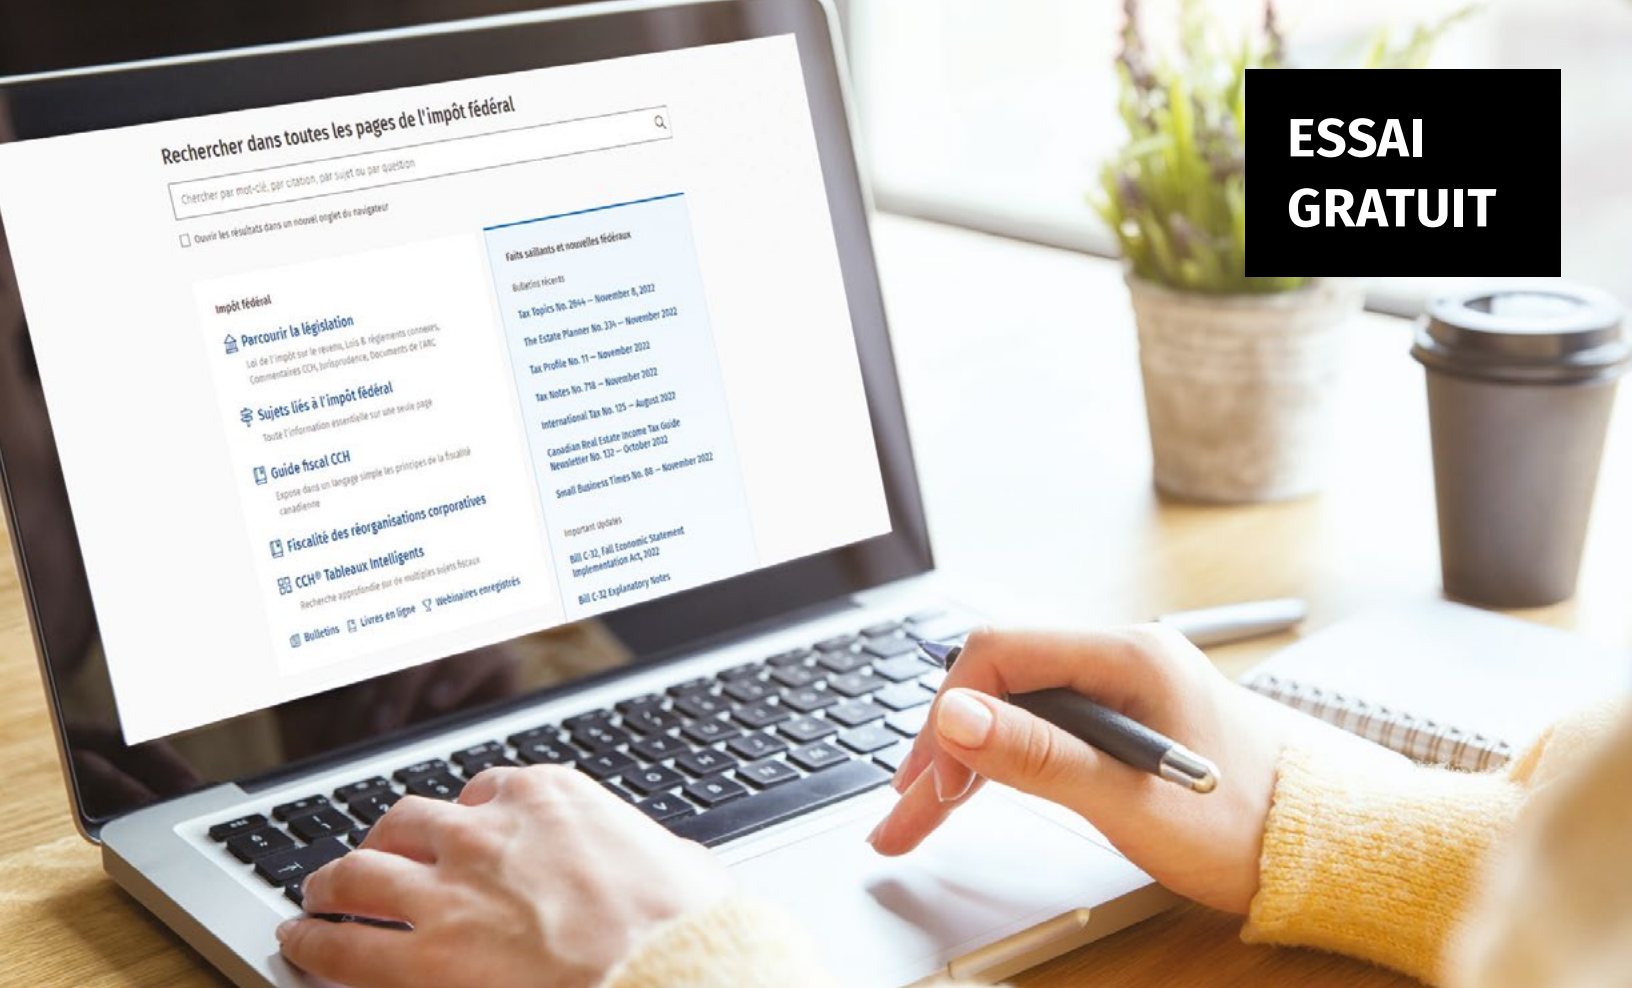 Rechercher dans toutes les pages de l'impôt fédéral
Chercher par mot-clé, par citation, par sujet ou par question
Ouvrir les résultats dans un nouvel onglet du navigateur
Impôt fédéral
Parcourir la législation
Loi de l'impôt sur le revenu, Lois & règlements connexes,
Commentaires CCH, Jurisprudence, Documents de l'ARC
Sujets liés à l'impôt fédéral
Toute l'information essentielle sur une seule page
Guide fiscal CCH
Expose dans un langage simple les principes de la fiscalité
canadienne
Fiscalité des réorganisations corporatives
CCH® Tableaux Intelligents
Recherche approfondie sur de multiples sujets fiscaux
Bulletins Livres en ligne Webinaires enregistrés
Faits saillants et nouvelles fédéraux
Bulletins récents
Tax Topics No. 2644 — November 8, 2022
The Estate Planner No. 334 — November 2022
Tax Profile No. 11 — November 2022
Tax Notes No. 718 — November 2022
International Tax No. 125 — August 2022
Canadian Real Estate Income Tax Guide
Newsletter No. 132 — October 2022
Small Business Times No. 88 — November 2022
Important Updates
Bill C-32, Fall Economic Statement
Implementation Act, 2022
Bill C-32 Explanatory Notes
ESSAI
GRATUIT